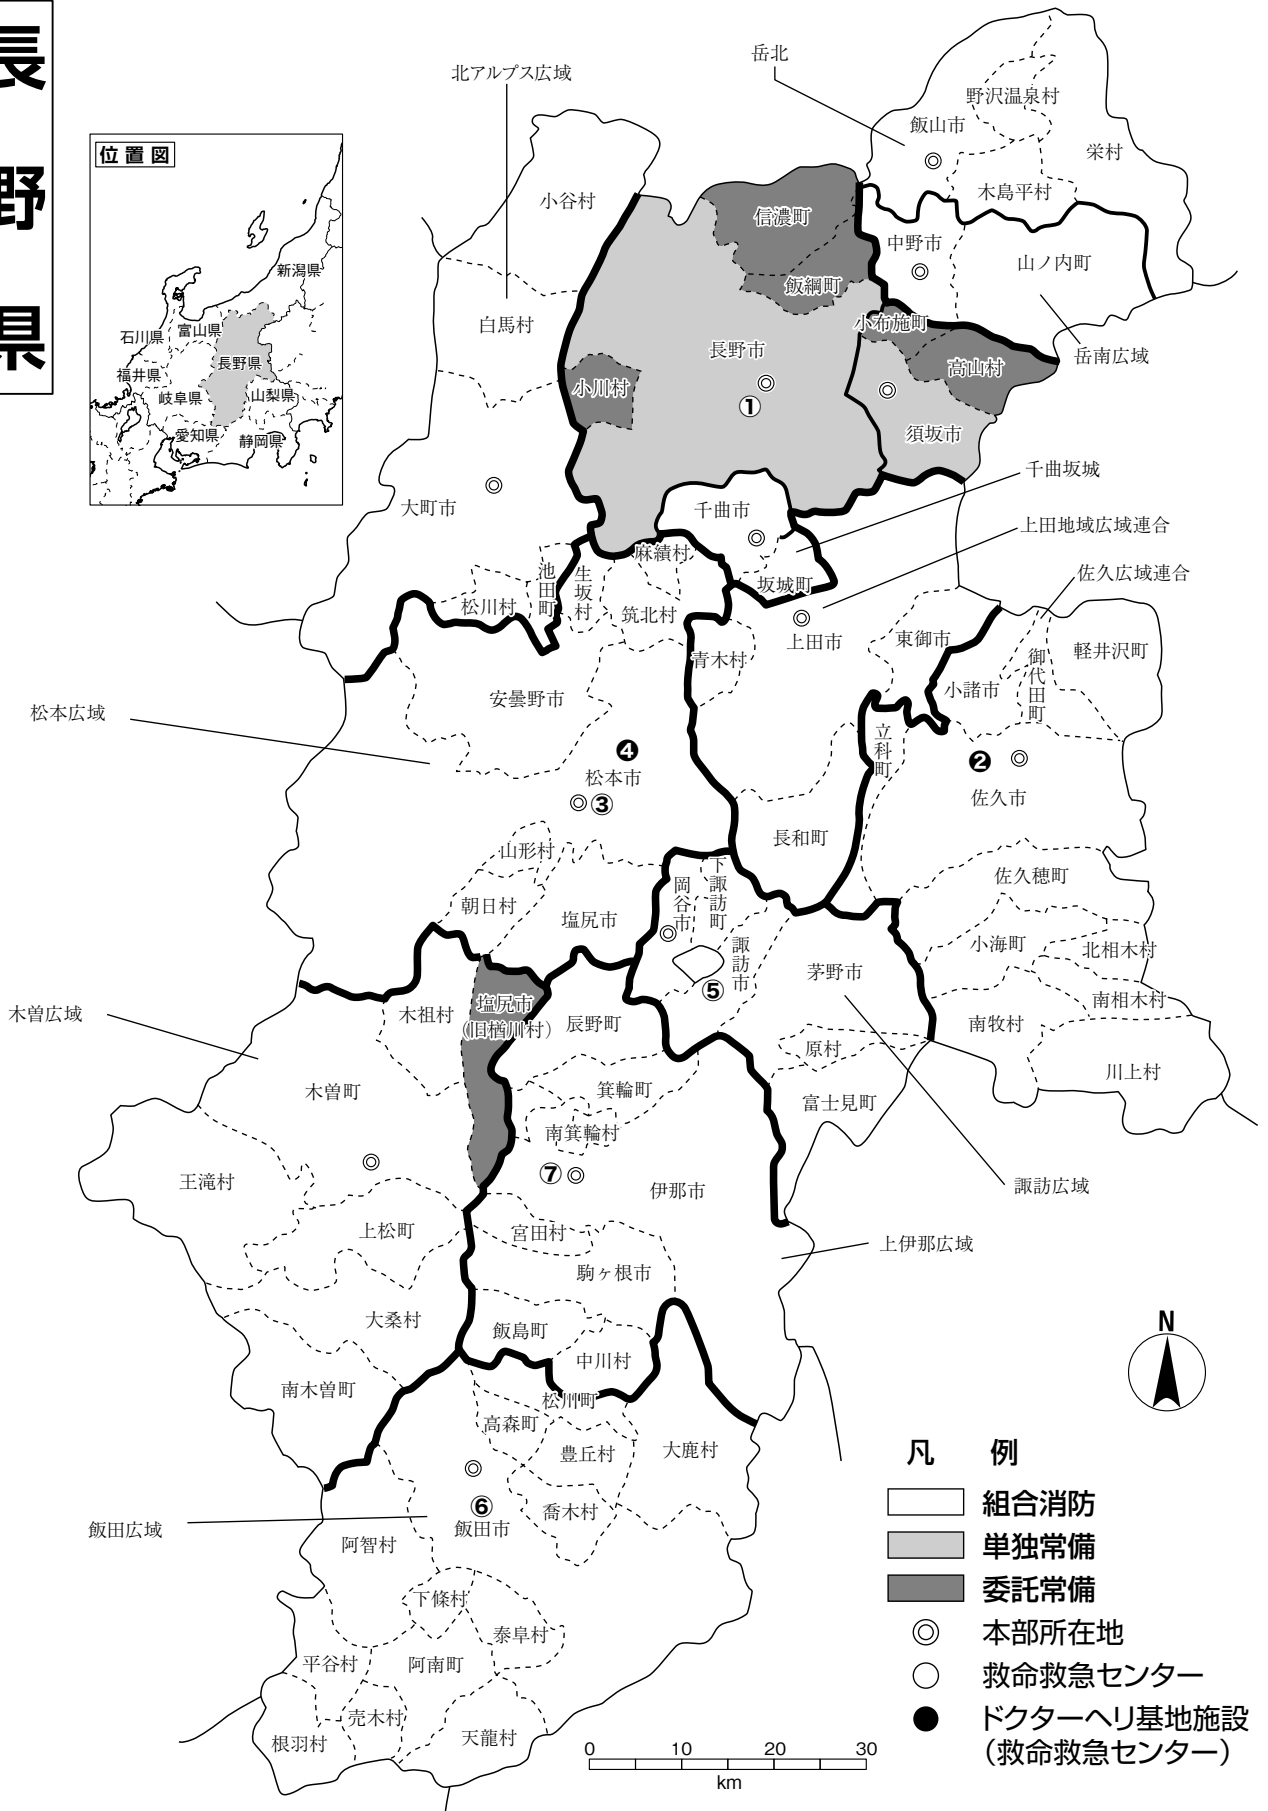 長野県
位置図
新潟県
富山県
石川県
長野県
福井県
岐阜県
山梨県
愛知県
静岡県
北アルプス広域
岳北
野沢温泉村
飯山市
栄村
木島平村
小谷村
信濃町
中野市
山ノ内町
飯綱町
白馬村
小布施町
長野市
岳南広域
高山村
小川村
①
須坂市
千曲坂城
大町市
千曲市
上田地域広域連合
麻績村
池田町
生坂村
坂城町
佐久広域連合
松川村
筑北村
上田市
東御市
青木村
御代田町
軽井沢町
小諸市
安曇野市
松本広域
立科町
❹
松本市
③
❷
佐久市
長和町
山形村
下諏訪町
岡谷市
佐久穂町
朝日村
塩尻市
諏訪市
小海町
北相木村
茅野市
⑤
南相木村
木曽広域
木祖村
塩尻市
(旧楢川村)
辰野町
南牧村
原村
川上村
木曽町
箕輪町
富士見町
南箕輪村
⑦
王滝村
伊那市
諏訪広域
上松町
宮田村
上伊那広域
駒ヶ根市
大桑村
飯島町
中川村
南木曽町
松川町
高森町
豊丘村
大鹿村
⑥
喬木村
飯田広域
飯田市
阿智村
下條村
泰阜村
平谷村
阿南町
売木村
天龍村
根羽村
N
凡 例
組合消防
単独常備
委託常備
本部所在地
救命救急センター
ドクターヘリ基地施設
(救命救急センター)
0 10 20 30
km